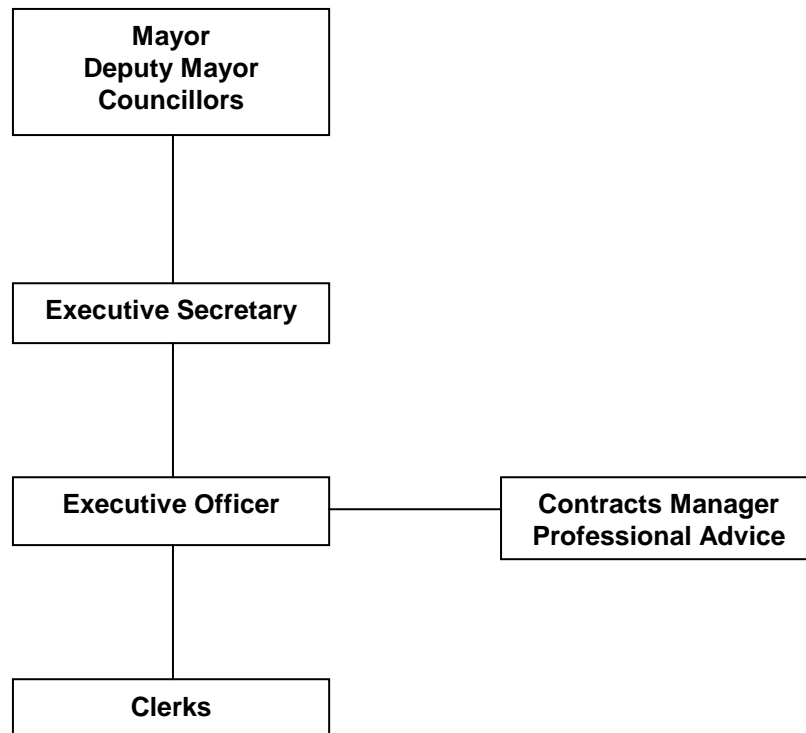 Mayor
Deputy Mayor
Councillors
Executive Secretary
Executive Officer
Contracts Manager
Professional Advice
Clerks